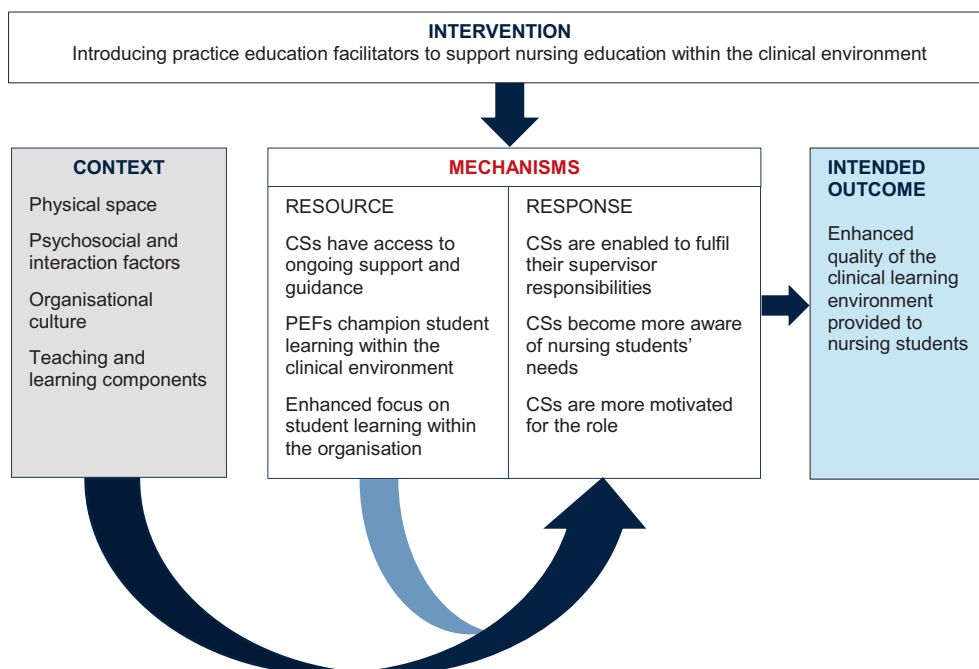 INTERVENTION
Introducing practice education facilitators to support nursing education within the clinical environment
CONTEXT
Physical space
Psychosocial and
interaction factors
Organisational
culture
Teaching and
learning components
MECHANISMS
RESOURCE
CSs have access to
ongoing support and
guidance
PEFs champion student
learning within the
clinical environment
Enhanced focus on
student learning within
the organisation
RESPONSE
CSs are enabled to fulfil
their supervisor
responsibilities
CSs become more aware
of nursing students’
needs
CSs are more motivated
for the role
INTENDED
OUTCOME
Enhanced
quality of the
clinical learning
environment
provided to
nursing students